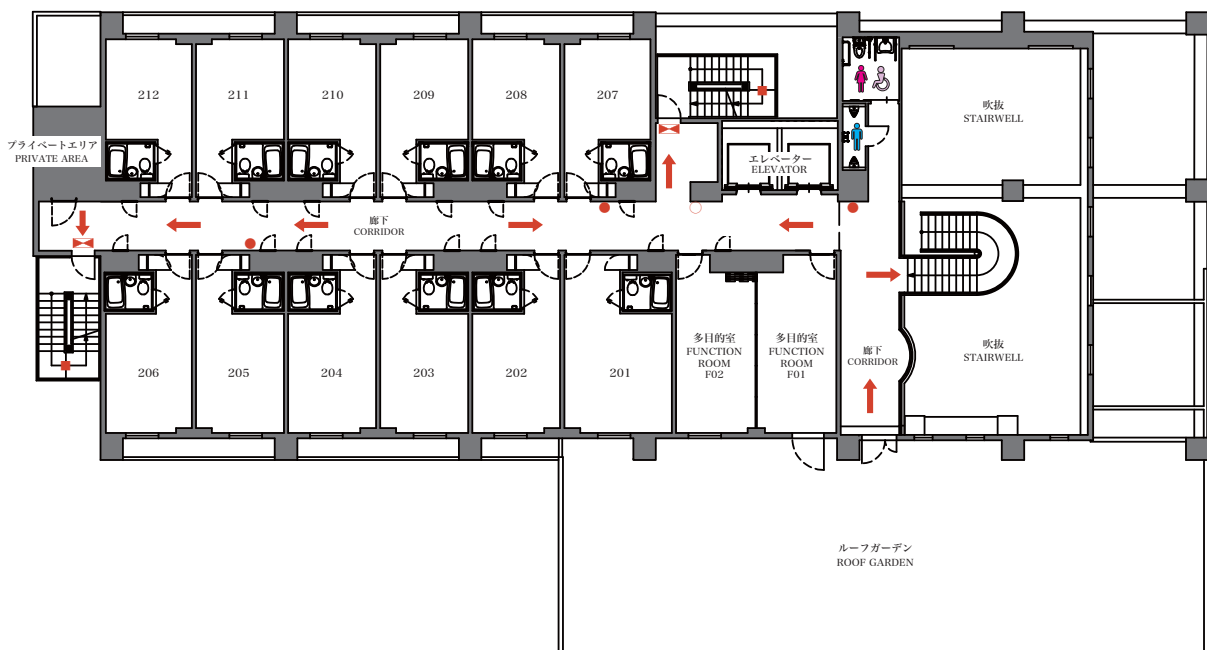 212
211
210
209
208
207
吹抜
STAIRWELL
プライベートエリア
PRIVATE AREA
エレベーター
ELEVATOR
廊下
CORRIDOR
206
205
204
203
202
201
多目的室
FUNCTION
ROOM
F02
多目的室
FUNCTION
ROOM
F01
廊下
CORRIDOR
吹抜
STAIRWELL
ルーフガーデン
ROOF GARDEN